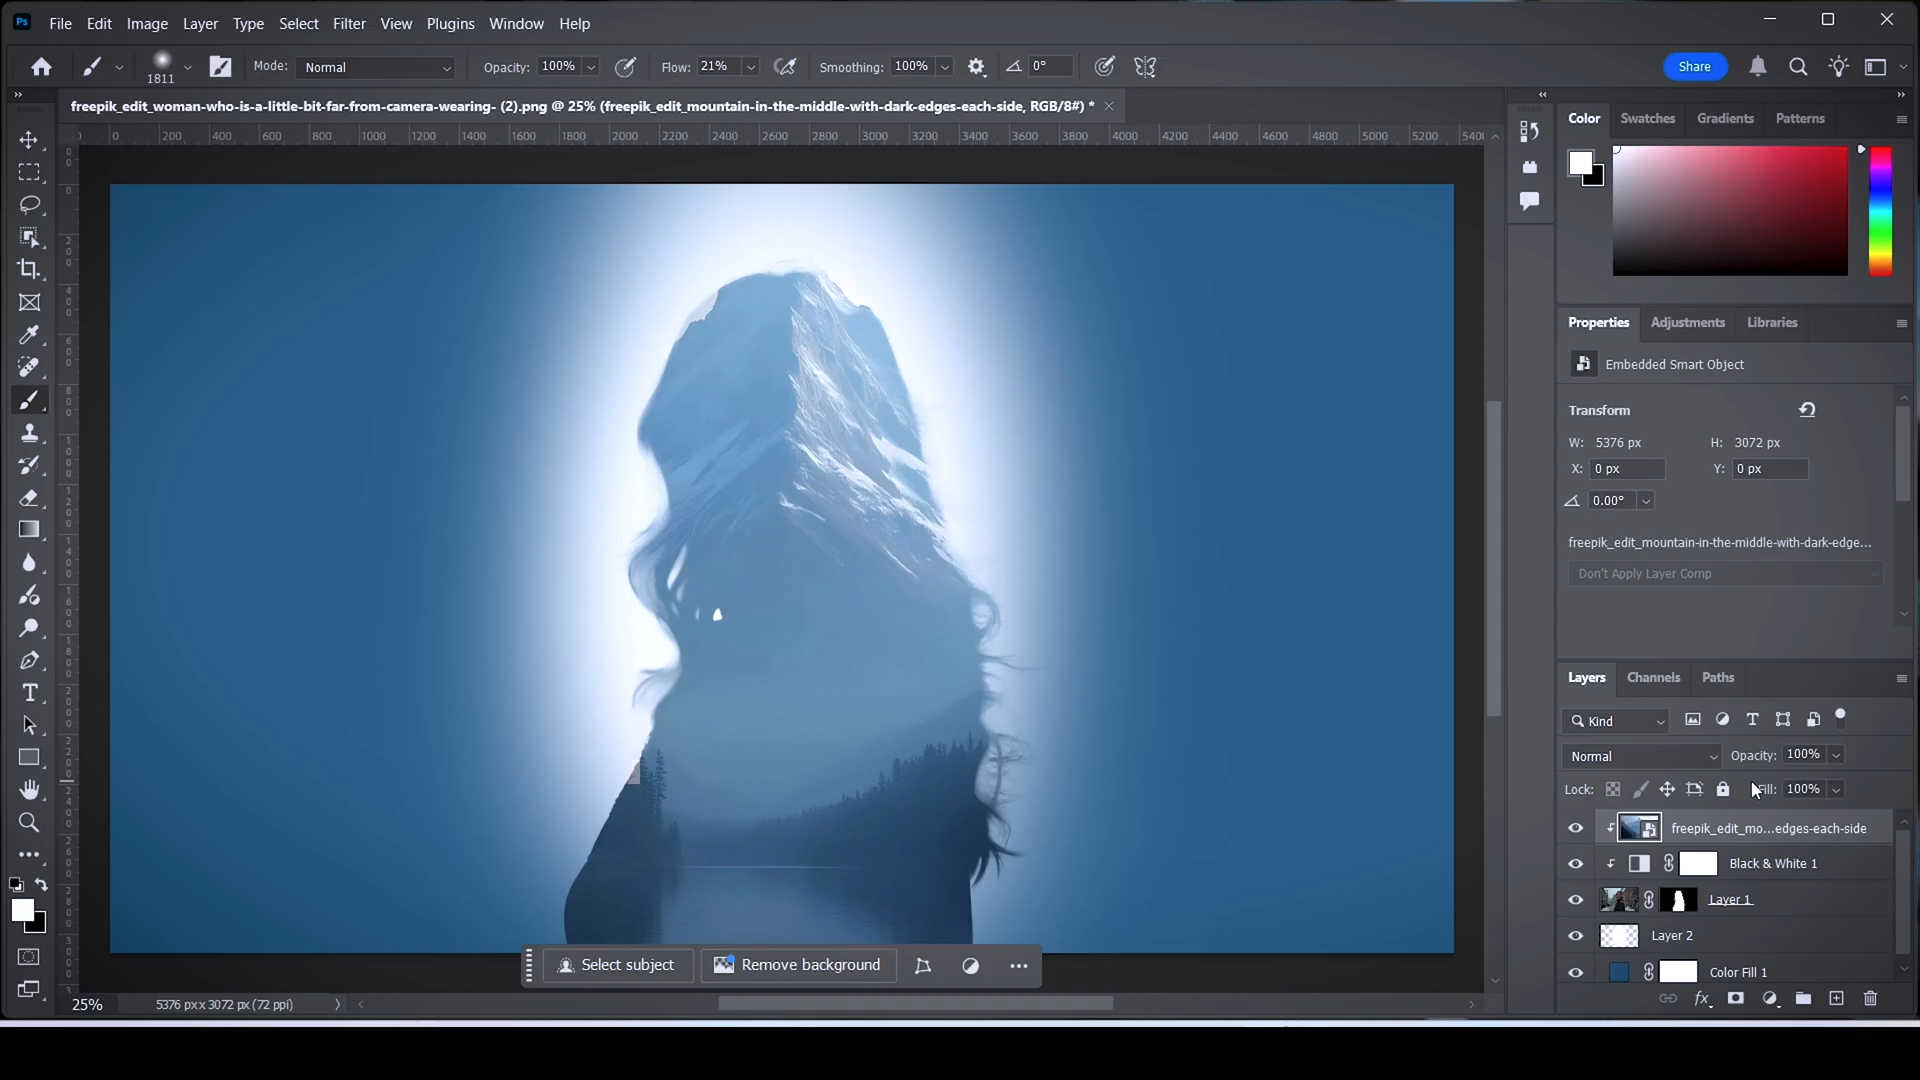 Ps File Edit Image Layer Type Select Filter View Plugins Window Help
1811 Mode: Normal Opacity: 100% Flow: 21% Smoothing: 100% 0° Share
freepik_edit_woman-who-is-a-little-bit-far-from-camera-wearing- (2).png @ 25% (freepik_edit_mountain-in-the-middle-with-dark-edges-each-side, RGB/8#) *
0 200 400 600 800 1000 1200 1400 1600 1800 2000 2200 2400 2600 2800 3000 3200 3400 3600 3800 4000 4200 4400 4600 4800 5000 5200
Color Swatches Gradients Patterns
Properties Adjustments Libraries
Embedded Smart Object
Transform
W: 5376 px H: 3072 px
X: 0 px Y: 0 px
0.00°
freepik_edit_mountain-in-the-middle-with-dark-edge...
Don't Apply Layer Comp
Layers Channels Paths
Kind
Normal Opacity: 100%
Lock: Fill: 100%
freepik_edit_mo...edges-each-side
Black & White 1
Layer 1
Layer 2
Color Fill 1
fx
Select subject Remove background
25% 5376 px x 3072 px (72 ppi)